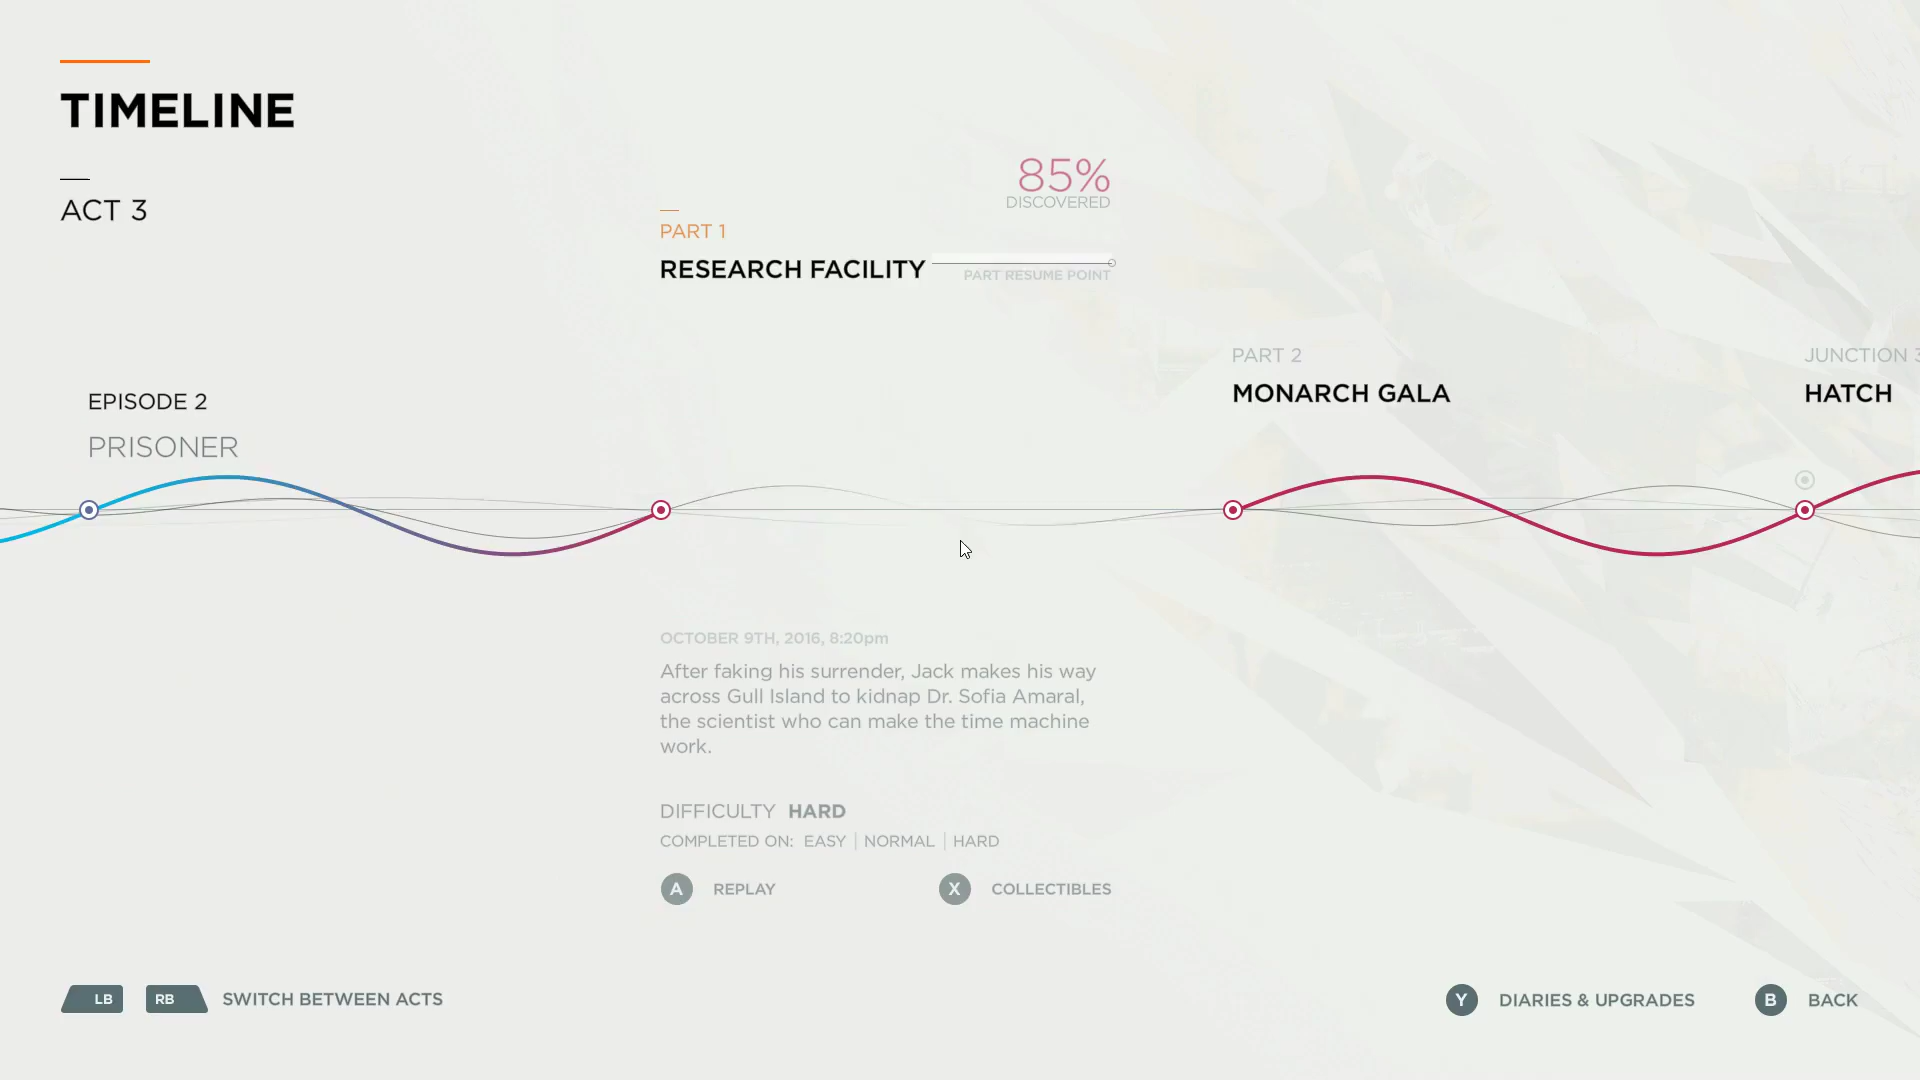 TIMELINE
ACT 3
85%
DISCOVERED
PART 1
RESEARCH FACILITY
PART RESUME POINT
PART 2
MONARCH GALA
JUNCTION 3
HATCH
EPISODE 2
PRISONER
OCTOBER 9TH, 2016, 8:20pm
After faking his surrender, Jack makes his way
across Gull Island to kidnap Dr. Sofia Amaral,
the scientist who can make the time machine
work.
DIFFICULTY HARD
COMPLETED ON: EASY | NORMAL | HARD
A REPLAY
X COLLECTIBLES
LB RB SWITCH BETWEEN ACTS
Y DIARIES & UPGRADES
B BACK